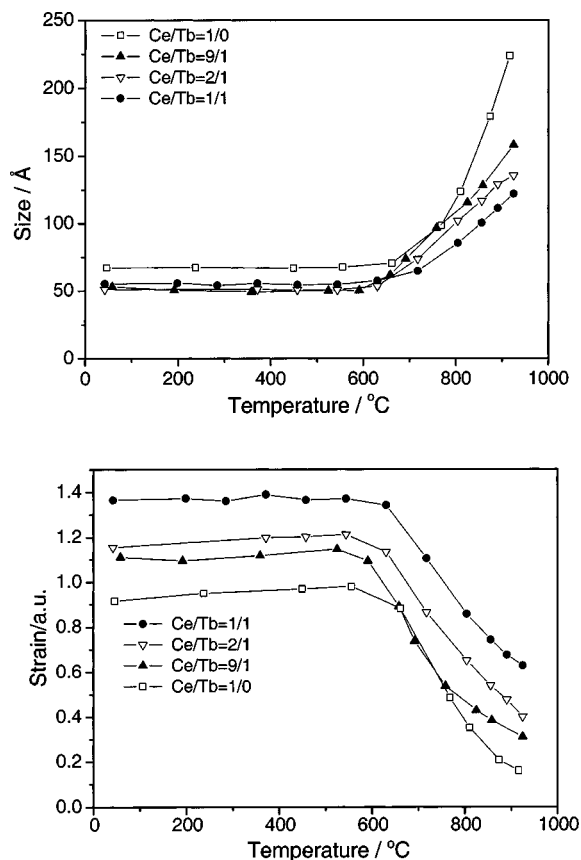 250
200
150
100
50
0
Size / Å
Ce/Tb=1/0
Ce/Tb=9/1
Ce/Tb=2/1
Ce/Tb=1/1
0 200 400 600 800 1000
Temperature / °C
1.4
1.2
1.0
0.8
0.6
0.4
0.2
0.0
Strain/a.u.
Ce/Tb=1/1
Ce/Tb=2/1
Ce/Tb=9/1
Ce/Tb=1/0
0 200 400 600 800 1000
Temperature / °C